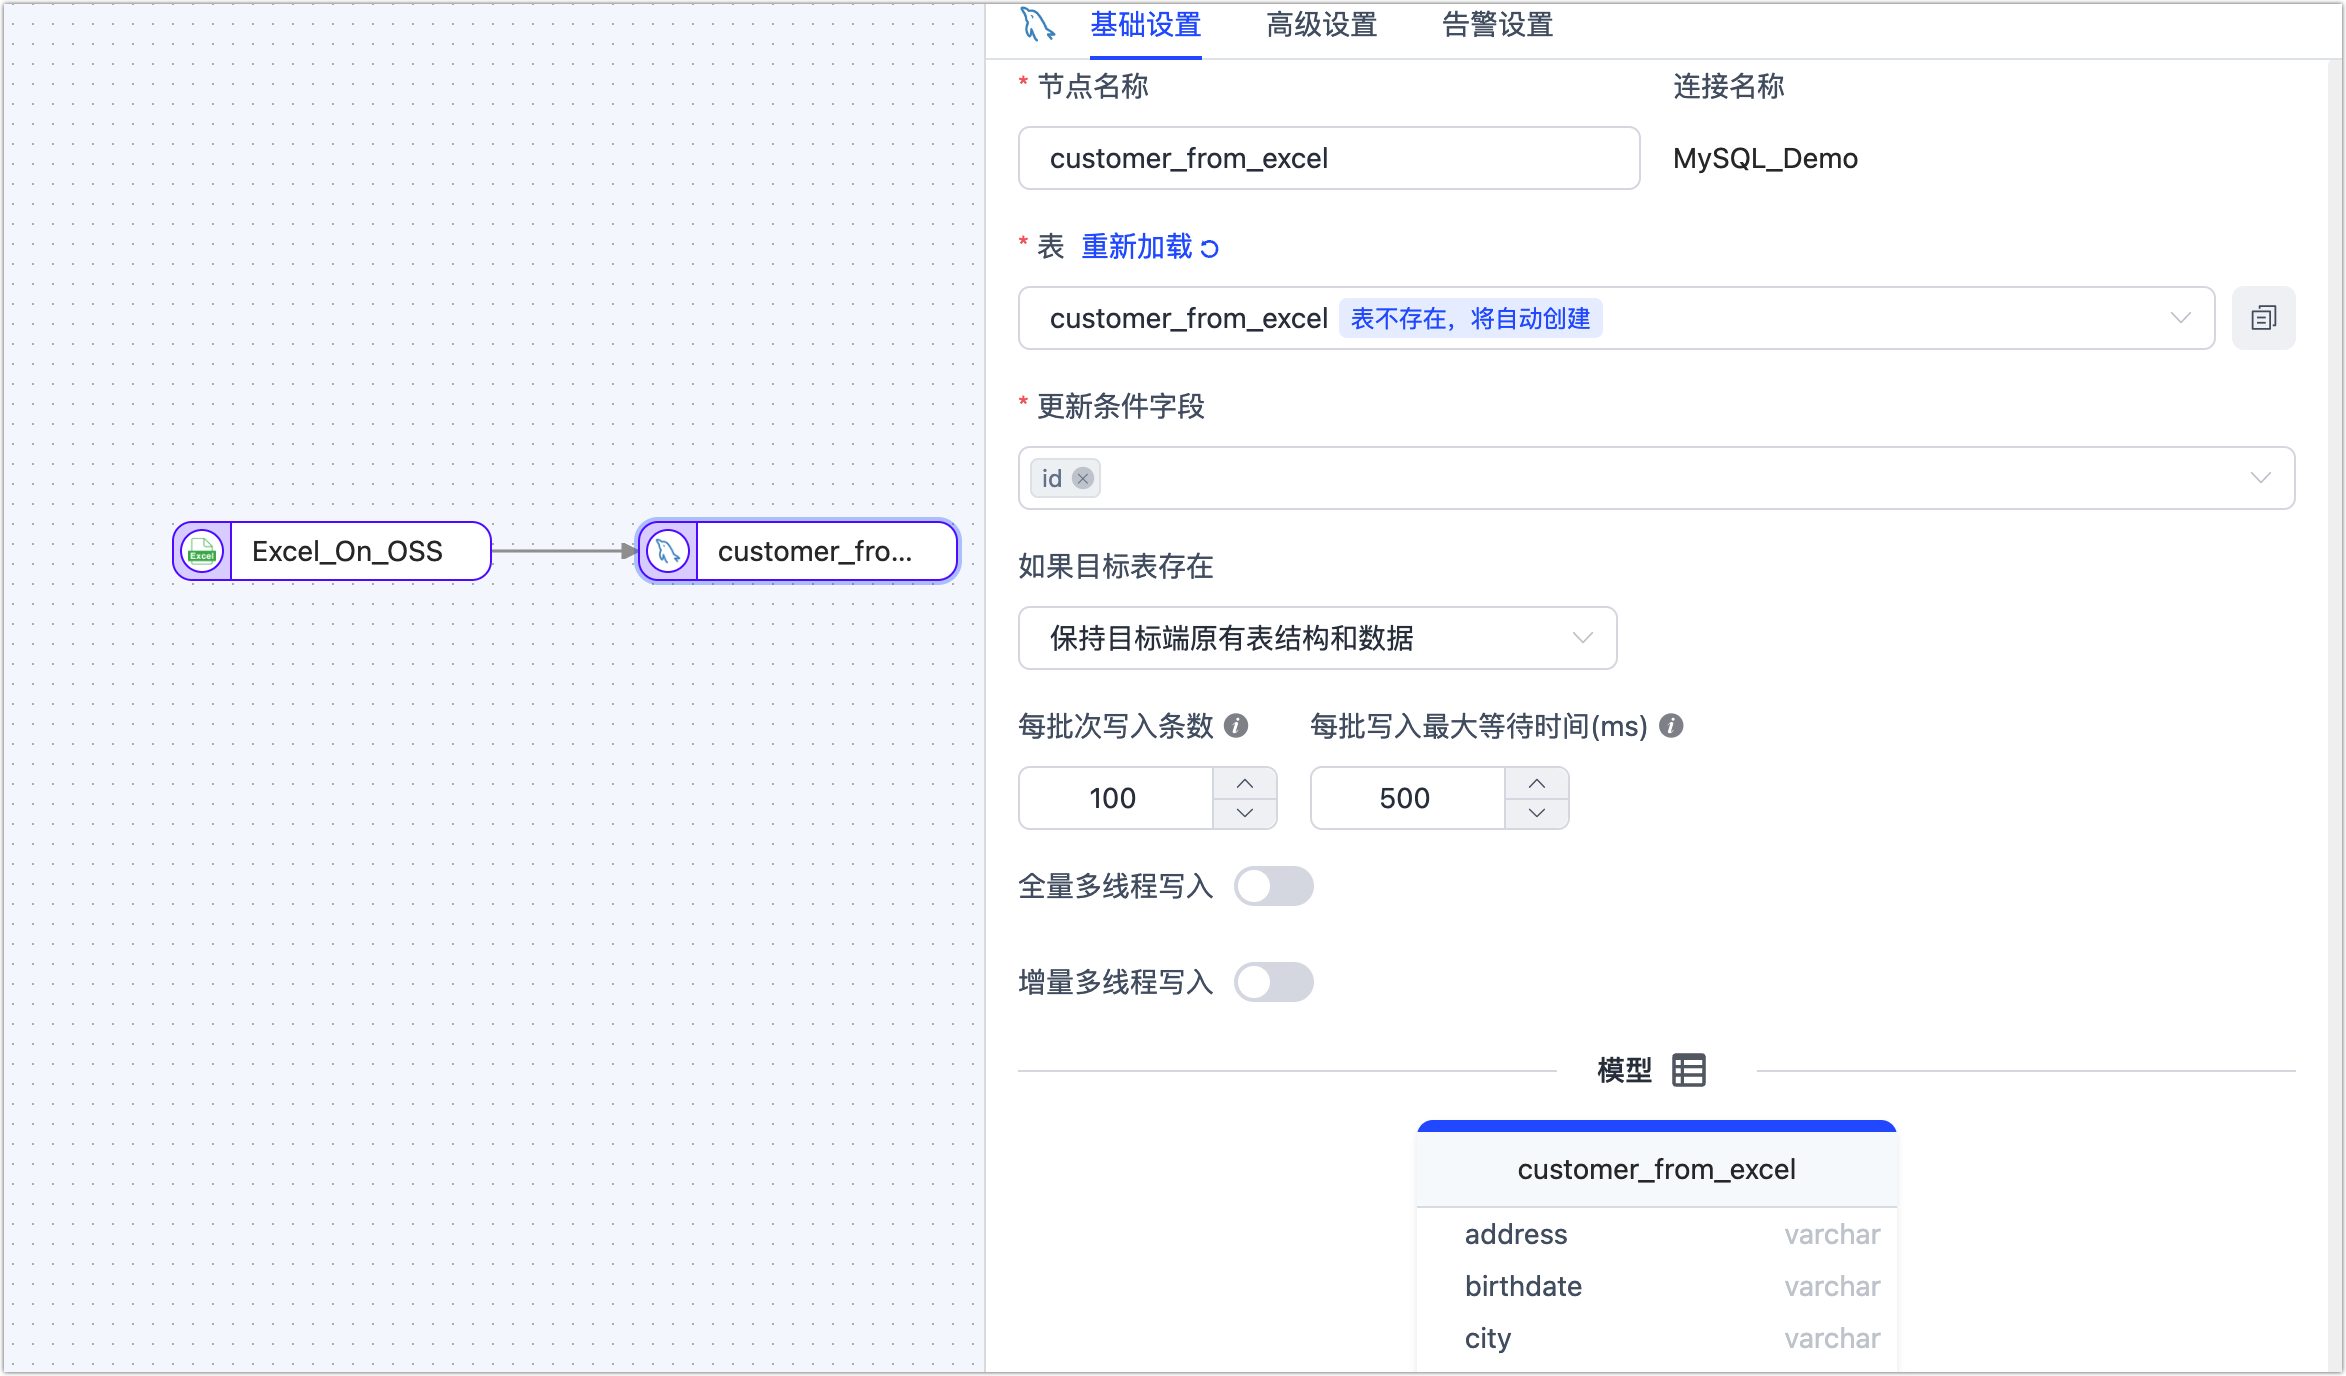 基础设置 高级设置 告警设置
* 节点名称 连接名称
customer_from_excel MySQL_Demo
* 表 重新加载
customer_from_excel 表不存在，将自动创建
* 更新条件字段
id
Excel
Excel_On_OSS customer_fro...
如果目标表存在
保持目标端原有表结构和数据
每批次写入条数 每批写入最大等待时间(ms)
100 500
全量多线程写入
增量多线程写入
模型
customer_from_excel
address varchar
birthdate varchar
city varchar